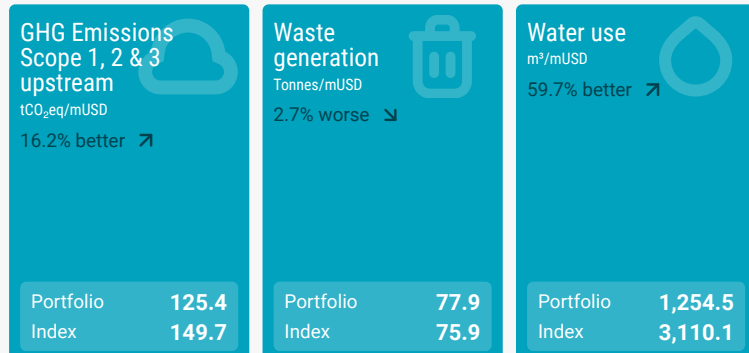 GHG Emissions
Scope 1, 2 & 3
upstream
tCO₂eq/mUSD
16.2% better
Portfolio 125.4
Index 149.7
Waste
generation
Tonnes/mUSD
2.7% worse
Portfolio 77.9
Index 75.9
Water use
m³/mUSD
59.7% better
Portfolio 1,254.5
Index 3,110.1